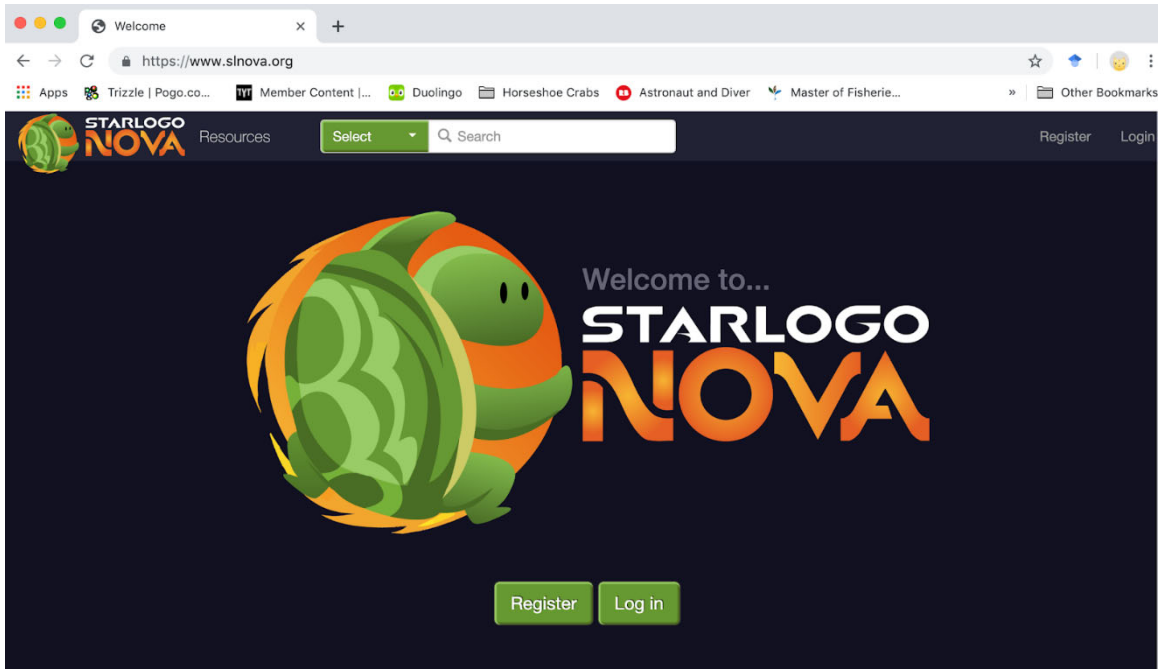 Welcome
https://www.slnova.org
Apps Trizzle | Pogo.co... TYT Member Content |... Duolingo Horseshoe Crabs Astronaut and Diver Master of Fisherie... » Other Bookmarks
STARLOGO
NOVA Resources Select Search Register Login
Welcome to...
STARLOGO
NOVA
Register Log in